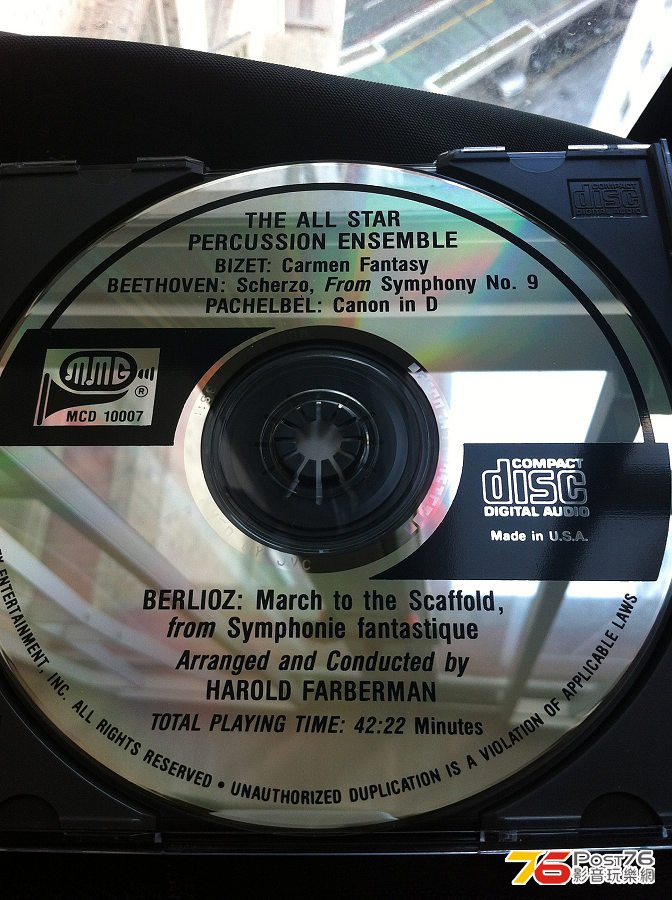 THE ALL STAR
PERCUSSION ENSEMBLE
BIZET: Carmen Fantasy
BEETHOVEN: Scherzo, From Symphony No. 9
PACHELBEL: Canon in D
MMG
®
MCD 10007
COMPACT
disc
DIGITAL AUDIO
COMPACT
disc
DIGITAL AUDIO
Made in U.S.A.
JVC
BERLIOZ: March to the Scaffold,
from Symphonie fantastique
Arranged and Conducted by
HAROLD FARBERMAN
TOTAL PLAYING TIME: 42:22 Minutes
ENTERTAINMENT, INC. ALL RIGHTS RESERVED • UNAUTHORIZED DUPLICATION IS A VIOLATION OF APPLICABLE LAWS
76 Post76
影音玩樂網